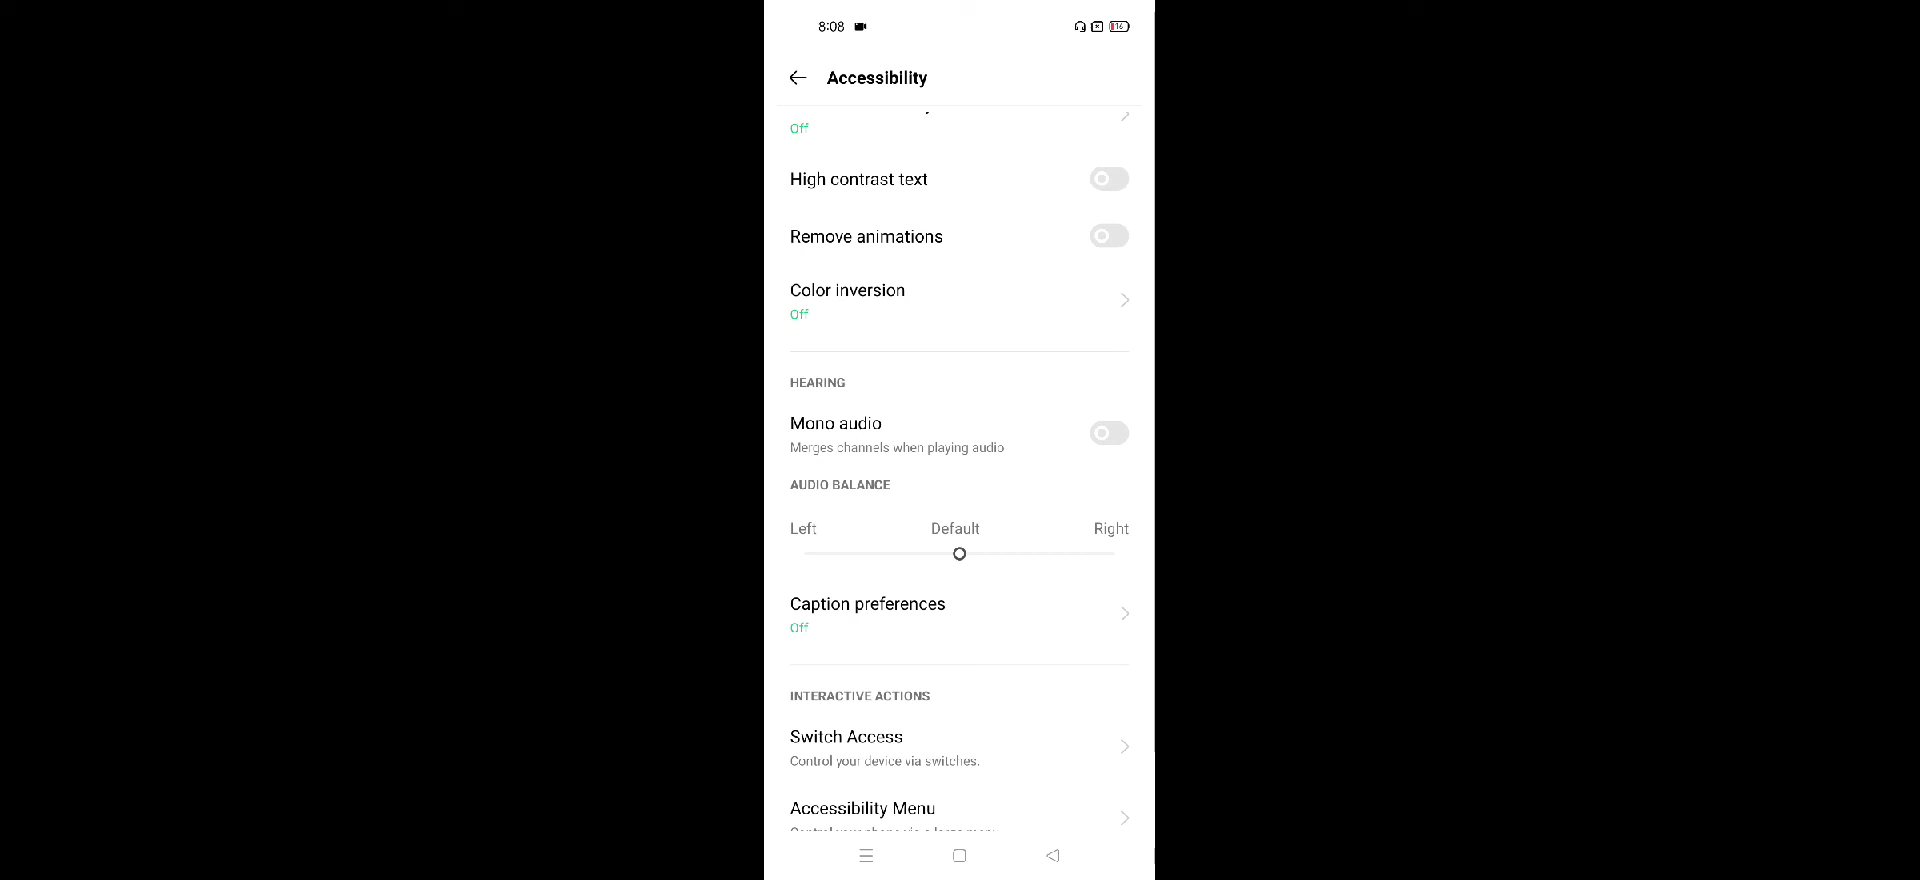 8:08
16
Accessibility
Off
High contrast text
Remove animations
Color inversion
Off
HEARING
Mono audio
Merges channels when playing audio
AUDIO BALANCE
Left Default Right
Caption preferences
Off
INTERACTIVE ACTIONS
Switch Access
Control your device via switches.
Accessibility Menu